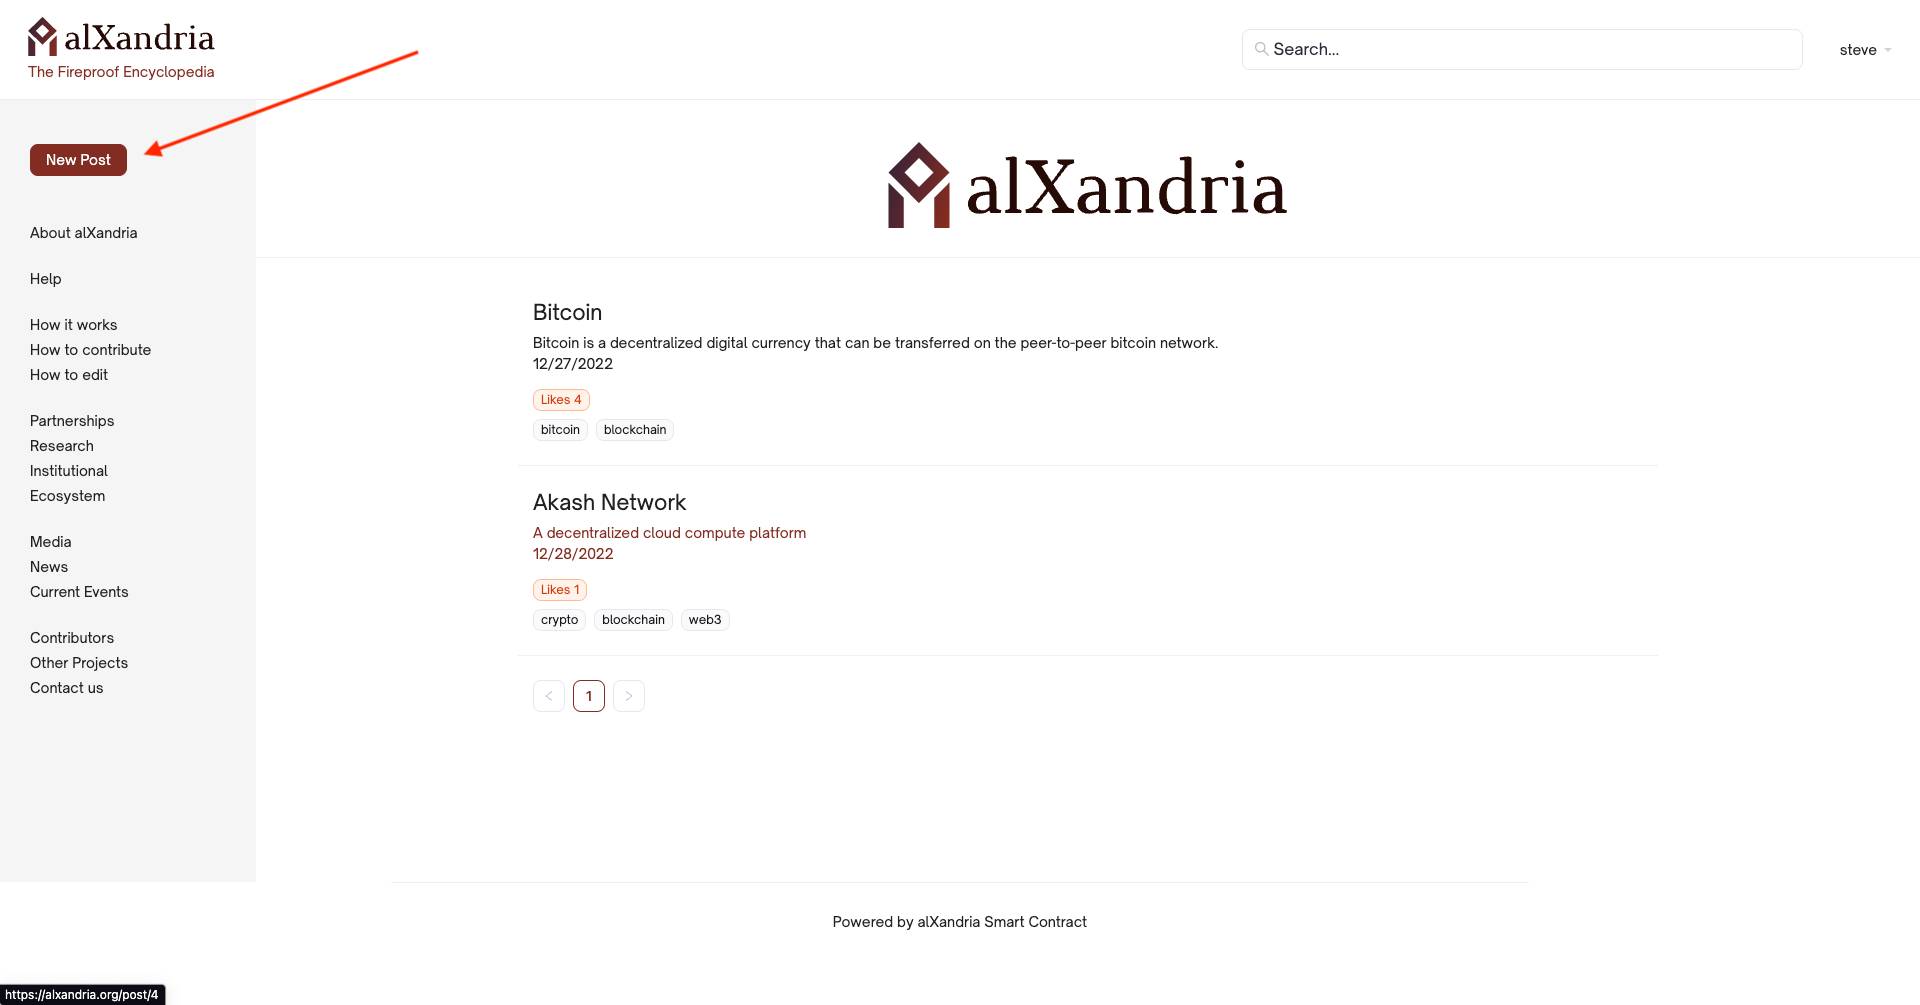 alXandria
The Fireproof Encyclopedia
Search...
steve
New Post
About alXandria
Help
How it works
How to contribute
How to edit
Partnerships
Research
Institutional
Ecosystem
Media
News
Current Events
Contributors
Other Projects
Contact us
alXandria
Bitcoin
Bitcoin is a decentralized digital currency that can be transferred on the peer-to-peer bitcoin network.
12/27/2022
Likes 4
bitcoin blockchain
Akash Network
A decentralized cloud compute platform
12/28/2022
Likes 1
crypto blockchain web3
< 1 >
Powered by alXandria Smart Contract
https://alxandria.org/post/4